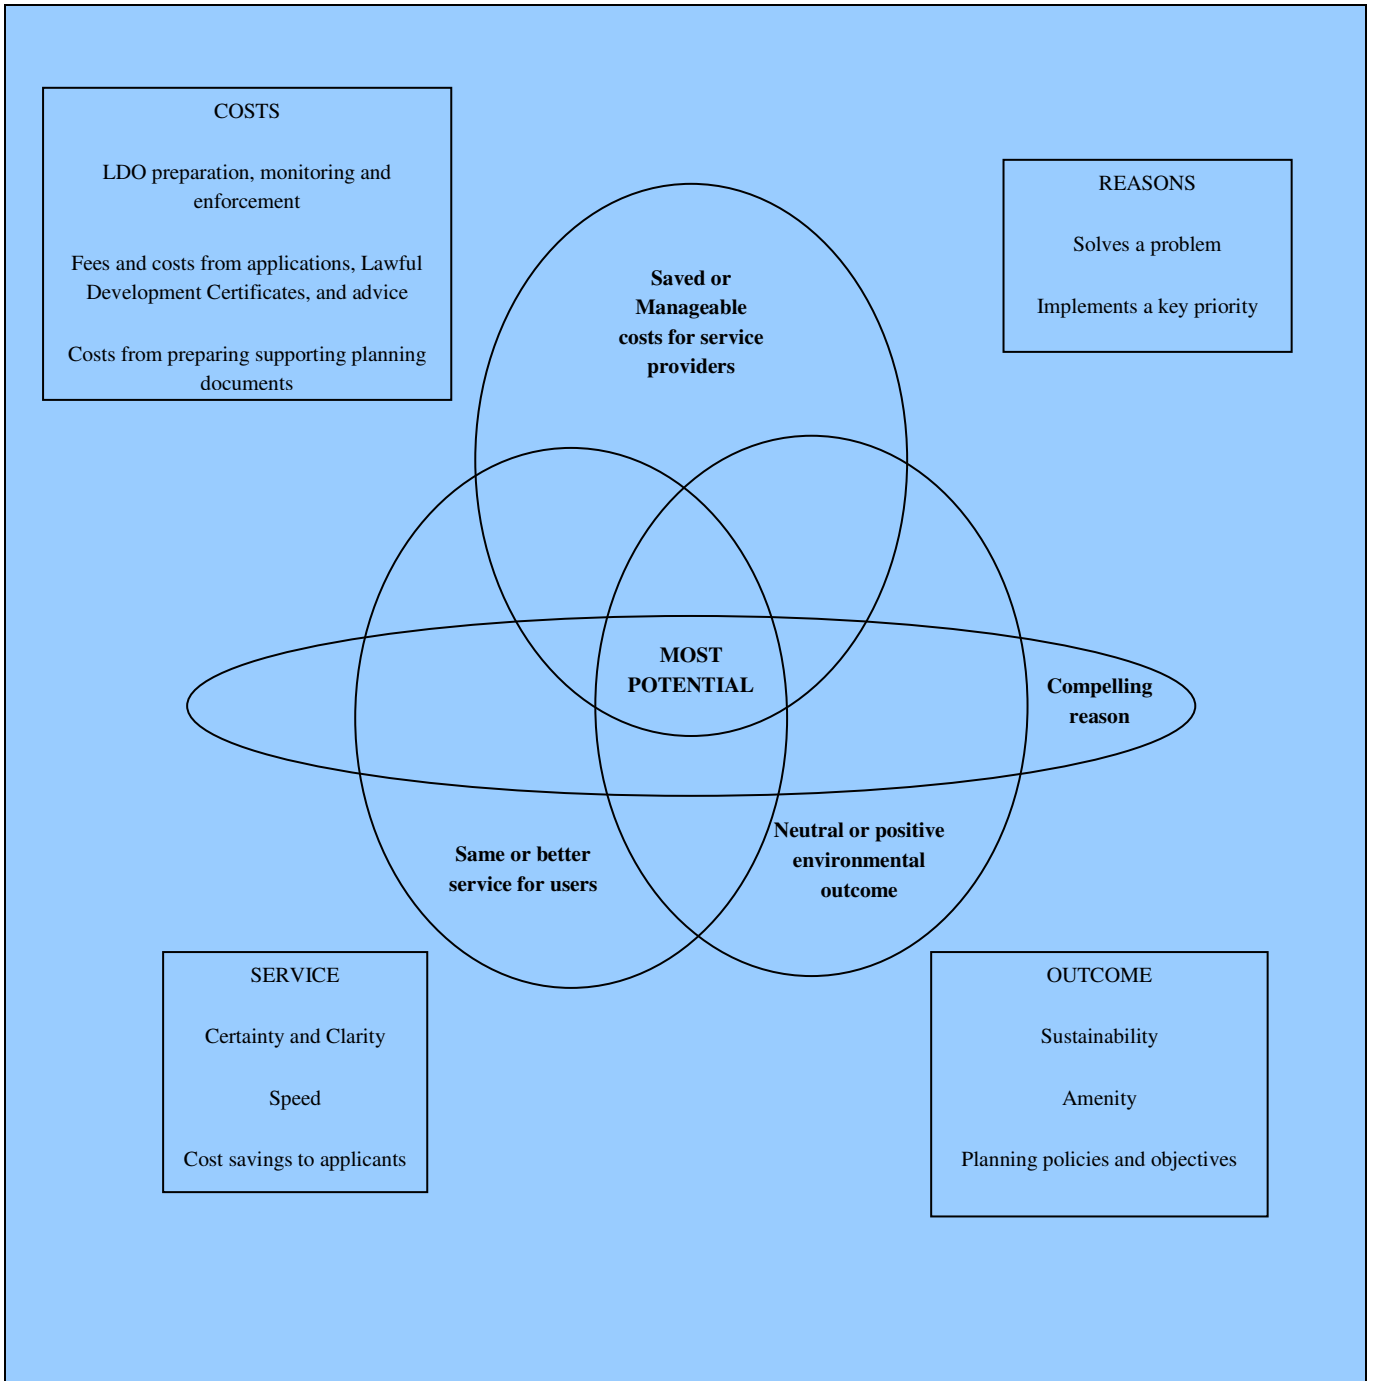 COSTS
LDO preparation, monitoring and
enforcement
Fees and costs from applications, Lawful
Development Certificates, and advice
Costs from preparing supporting planning
documents
REASONS
Solves a problem
Implements a key priority
Saved or
Manageable
costs for service
providers
MOST
POTENTIAL
Compelling
reason
Same or better
service for users
Neutral or positive
environmental
outcome
SERVICE
Certainty and Clarity
Speed
Cost savings to applicants
OUTCOME
Sustainability
Amenity
Planning policies and objectives